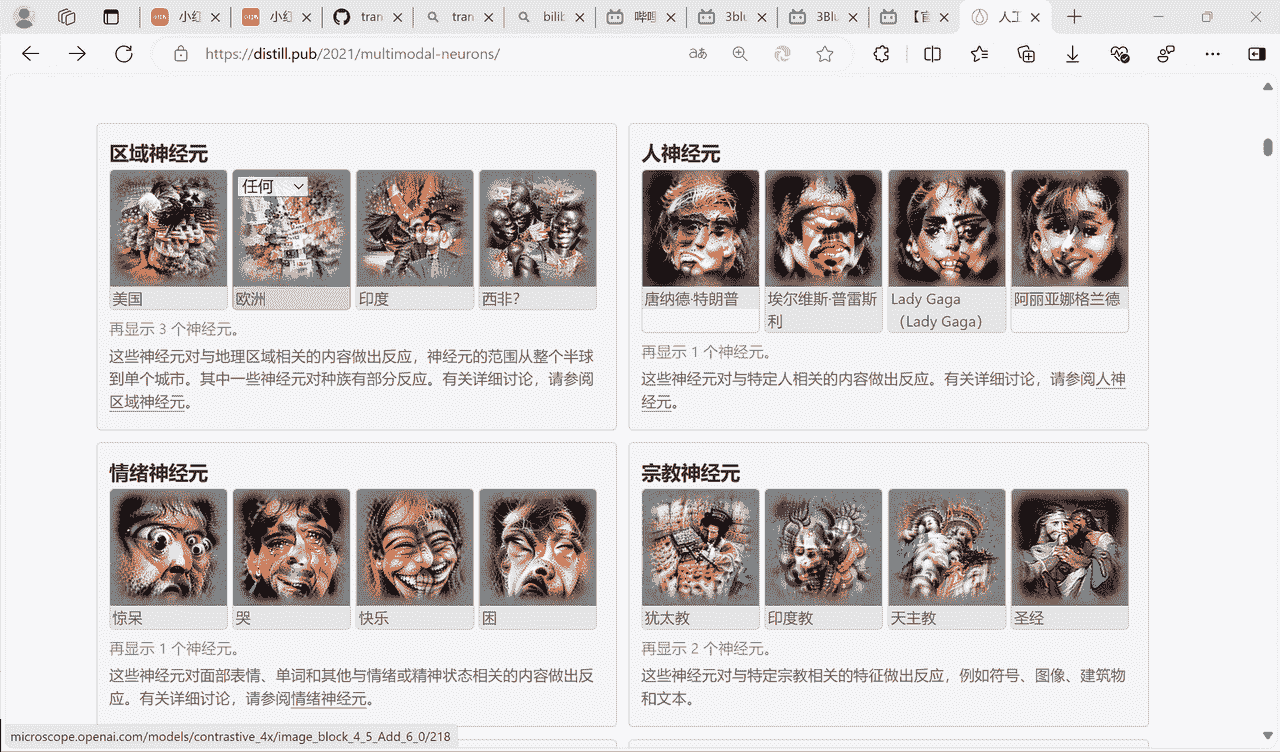 小红
小红
tran
tran
bilib
哔哩
3blu
3Blu
【官
人工
https://distill.pub/2021/multimodal-neurons/
区域神经元
任何
美国
欧洲
印度
西非?
再显示 3 个神经元。
这些神经元对与地理区域相关的内容做出反应，神经元的范围从整个半球
到单个城市。其中一些神经元对种族有部分反应。有关详细讨论，请参阅
区域神经元。
人神经元
唐纳德·特朗普
埃尔维斯·普雷斯
利
Lady Gaga
（Lady Gaga）
阿丽亚娜格兰德
再显示 1 个神经元。
这些神经元对与特定人相关的内容做出反应。有关详细讨论，请参阅人神
经元。
情绪神经元
惊呆
哭
快乐
困
再显示 1 个神经元。
这些神经元对面部表情、单词和其他与情绪或精神状态相关的内容做出反
应。有关详细讨论，请参阅情绪神经元。
宗教神经元
犹太教
印度教
天主教
圣经
再显示 2 个神经元。
这些神经元对与特定宗教相关的特征做出反应，例如符号、图像、建筑物
和文本。
microscope.openai.com/models/contrastive_4x/image_block_4_5_Add_6_0/218